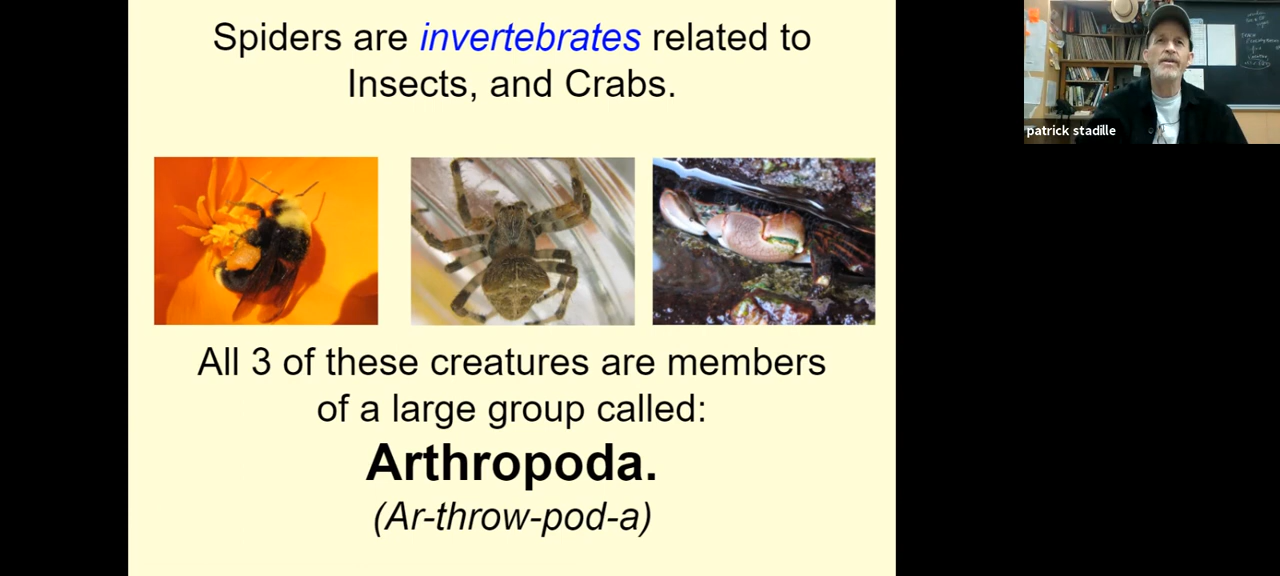 Spiders are invertebrates related to
Insects, and Crabs.
All 3 of these creatures are members
of a large group called:
Arthropoda.
(Ar-throw-pod-a)
patrick stadille